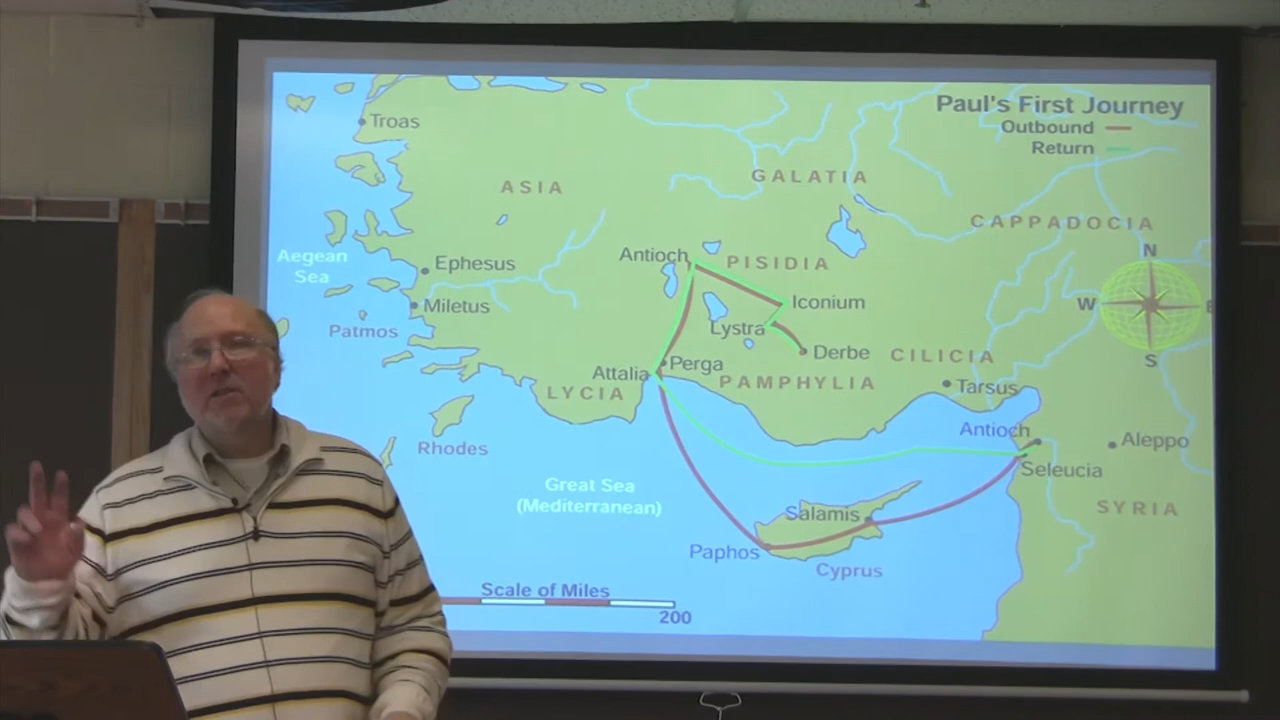 Paul's First Journey
Outbound
Return
Troas
ASIA
GALATIA
CAPPADOCIA
Aegean
Sea
Ephesus
Antioch
PISIDIA
N
W
E
S
Miletus
Patmos
Iconium
Lystra
Derbe
CILICIA
Perga
Attalia
LYCIA
PAMPHYLIA
Tarsus
Rhodes
Antioch
Aleppo
Seleucia
SYRIA
Great Sea
(Mediterranean)
Salamis
Paphos
Cyprus
Scale of Miles
200